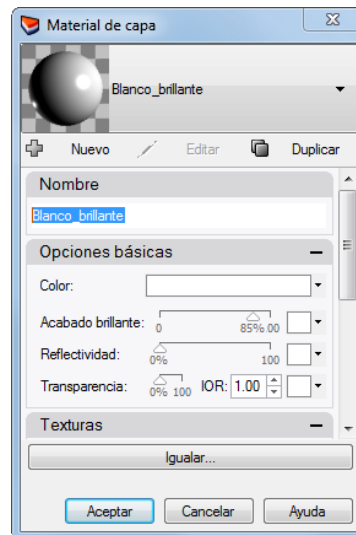 Material de capa
Blanco_brillante
Nuevo Editar Duplicar
Nombre
Blanco_brillante
Opciones básicas
Color:
Acabado brillante: 0 85% 00
Reflectividad: 0% 100
Transparencia: 0% 100 IOR: 1.00
Texturas
Igualar...
Aceptar Cancelar Ayuda